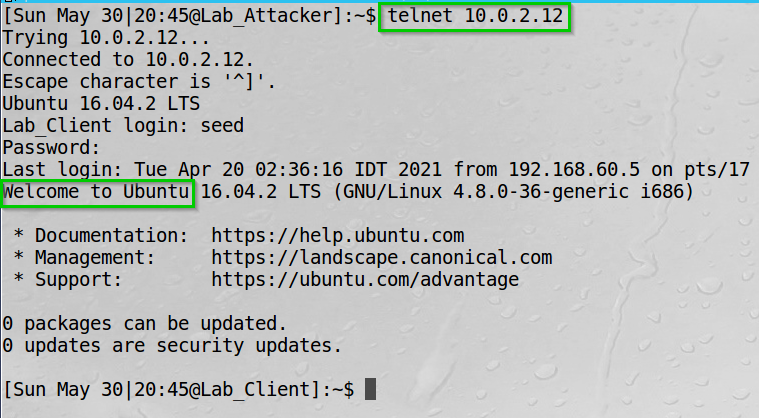 [Sun May 30|20:45@Lab_Attacker]:~$ telnet 10.0.2.12
Trying 10.0.2.12...
Connected to 10.0.2.12.
Escape character is '^]'.
Ubuntu 16.04.2 LTS
Lab_Client login: seed
Password:
Last login: Tue Apr 20 02:36:16 IDT 2021 from 192.168.60.5 on pts/17
Welcome to Ubuntu 16.04.2 LTS (GNU/Linux 4.8.0-36-generic i686)
* Documentation:  https://help.ubuntu.com
* Management:     https://landscape.canonical.com
* Support:        https://ubuntu.com/advantage
0 packages can be updated.
0 updates are security updates.
[Sun May 30|20:45@Lab_Client]:~$